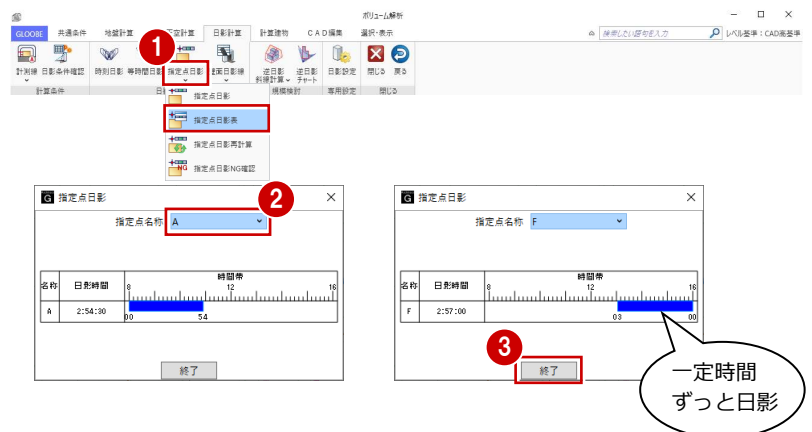 ボリューム解析
GLOOBE 共通条件 地盤計算 天空計算 日影計算 計算建物 CAD編集 選択・表示 検索したい語句を入力 レベル基準：CAD高基準
計測線 日影条件確認 時刻日影 等時間日影 指定点日影 壁面日影線 逆日影斜線計算 逆日影チャート 日影設定 閉じる 戻る
計算条件 規模検討 専用設定 閉じる
1
指定点日影
指定点日影表
指定点日影再計算
NG 指定点日影NG確認
G 指定点日影
2
指定点名称 A
名称 日影時間 時間帯
8 12 16
A 2:54:30
00 54
終了
G 指定点日影
指定点名称 F
名称 日影時間 時間帯
8 12 16
F 2:57:00
03 00
3
終了
一定時間
ずっと日影